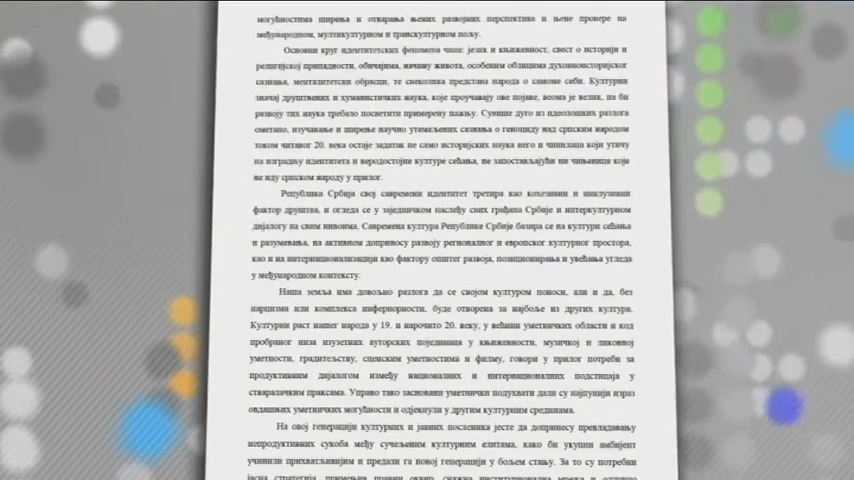 могућностима ширења и отварања њених развојних перспектива и њене провере на
међународном, мултикултурном и транскултурном пољу.
Основни круг идентитетских феномена чине: језик и књижевност, свест о историји и
религијској припадности, обичајима, начину живота, особеним облицима духовноисторијског
сазнања, менталитетски обрасци, те свеколика представа народа о самоме себи. Културни
значај друштвених и хуманистичких наука, које проучавају ове појаве, веома је велик, па би
развоју тих наука требало посветити примерену пажњу. Сувише дуго из идеолошких разлога
ометано, изучавање и ширење научно утемељених сазнања о геноциду над српским народом
током читавог 20. века остаје задатак не само историјских наука него и чинилаца који утичу
на изградњу идентитета и веродостојне културе сећања, не запостављајући ни чињенице које
не иду српском народу у прилог.
Република Србија свој савремени идентитет третира као кохезивни и инклузивни
фактор друштва, и огледа се у заједничком наслеђу свих грађана Србије и интеркултурном
дијалогу на свим нивоима. Савремена култура Републике Србије базира се на култури сећања
и разумевања, на активном доприносу развоју регионалног и европског културног простора,
као и на интернационализацији као фактору општег развоја, позиционирања и увећања угледа
у међународном контексту.
Наша земља има довољно разлога да се својом културом поноси, али и да, без
нарцизма или комплекса инфериорности, буде отворена за најбоље из других култура.
Културни раст нашег народа у 19. и нарочито 20. веку, у већини уметничких области и код
пробраног низа изузетних ауторских појединаца у књижевности, музичкој и ликовној
уметности, градитељству, сценским уметностима и филму, говори у прилог потреби за
продуктивним дијалогом између националних и интернационалних подстицаја у
стваралачким праксама. Управо тако засновани уметнички подухвати дали су најпунији израз
овдашњих уметничких могућности и одјекнули у другим културним срединама.
На овој генерацији културних и јавних посленика јесте да допринесу превладавању
непродуктивних сукоба међу сучељеним културним елитама, како би укупни амбијент
учинили прихватљивијим и предали га новој генерацији у бољем стању. За то су потребни
јасна стратегија, примењив правни оквир, снажна институционална мрежа и одлучно